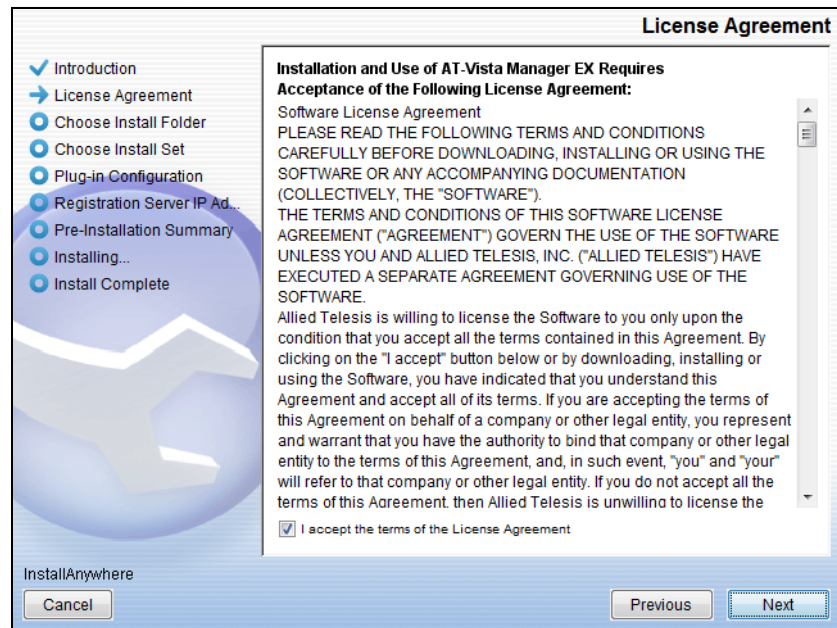 License Agreement
Introduction
License Agreement
Choose Install Folder
Choose Install Set
Plug-in Configuration
Registration Server IP Ad...
Pre-Installation Summary
Installing...
Install Complete
Installation and Use of AT-Vista Manager EX Requires
Acceptance of the Following License Agreement:
Software License Agreement
PLEASE READ THE FOLLOWING TERMS AND CONDITIONS
CAREFULLY BEFORE DOWNLOADING, INSTALLING OR USING THE
SOFTWARE OR ANY ACCOMPANYING DOCUMENTATION
(COLLECTIVELY, THE "SOFTWARE").
THE TERMS AND CONDITIONS OF THIS SOFTWARE LICENSE
AGREEMENT ("AGREEMENT") GOVERN THE USE OF THE SOFTWARE
UNLESS YOU AND ALLIED TELESIS, INC. ("ALLIED TELESIS") HAVE
EXECUTED A SEPARATE AGREEMENT GOVERNING USE OF THE
SOFTWARE.
Allied Telesis is willing to license the Software to you only upon the
condition that you accept all the terms contained in this Agreement. By
clicking on the "I accept" button below or by downloading, installing or
using the Software, you have indicated that you understand this
Agreement and accept all of its terms. If you are accepting the terms of
this Agreement on behalf of a company or other legal entity, you represent
and warrant that you have the authority to bind that company or other legal
entity to the terms of this Agreement, and, in such event, "you" and "your"
will refer to that company or other legal entity. If you do not accept all the
terms of this Agreement, then Allied Telesis is unwilling to license the
I accept the terms of the License Agreement
InstallAnywhere
Cancel
Previous
Next